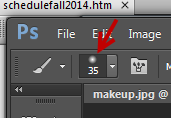 schedulefall2014.htm
Ps File Edit Image
35
makeup.jpg @